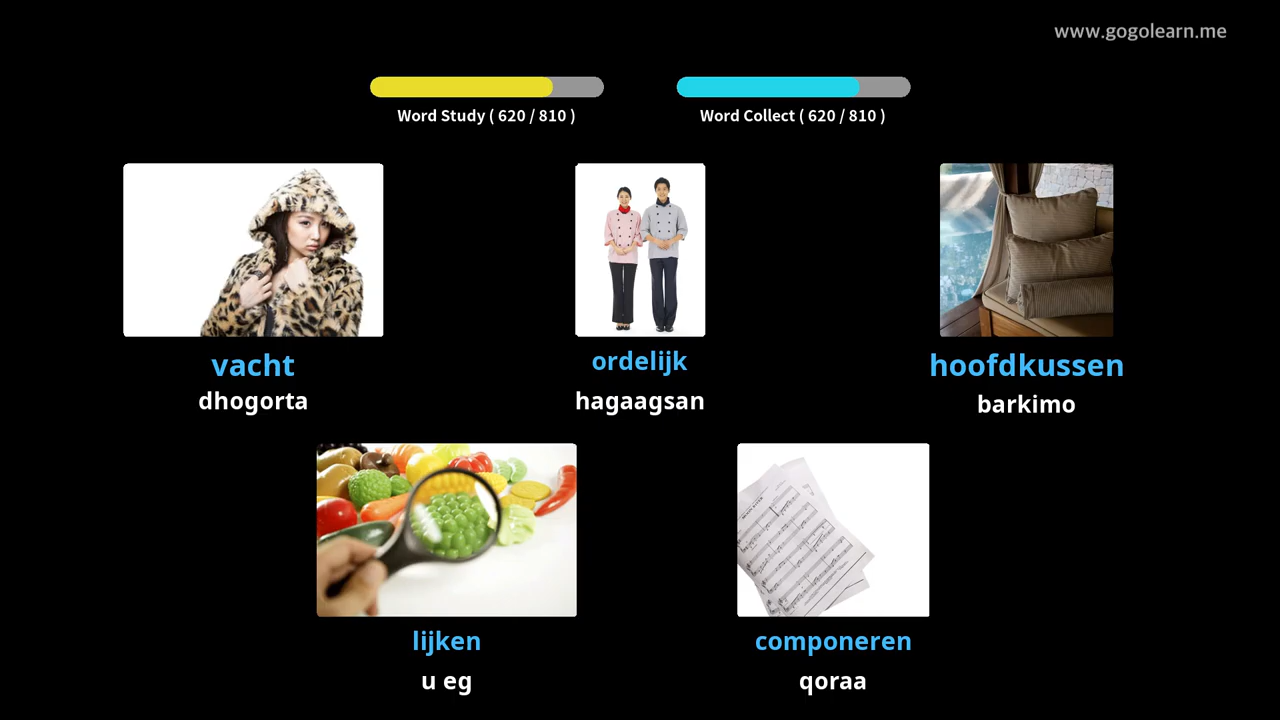 www.gogolearn.me
Word Study ( 620 / 810 )
Word Collect ( 620 / 810 )
vacht
dhogorta
ordelijk
hagaagsan
hoofdkussen
barkimo
lijken
u eg
componeren
qoraa